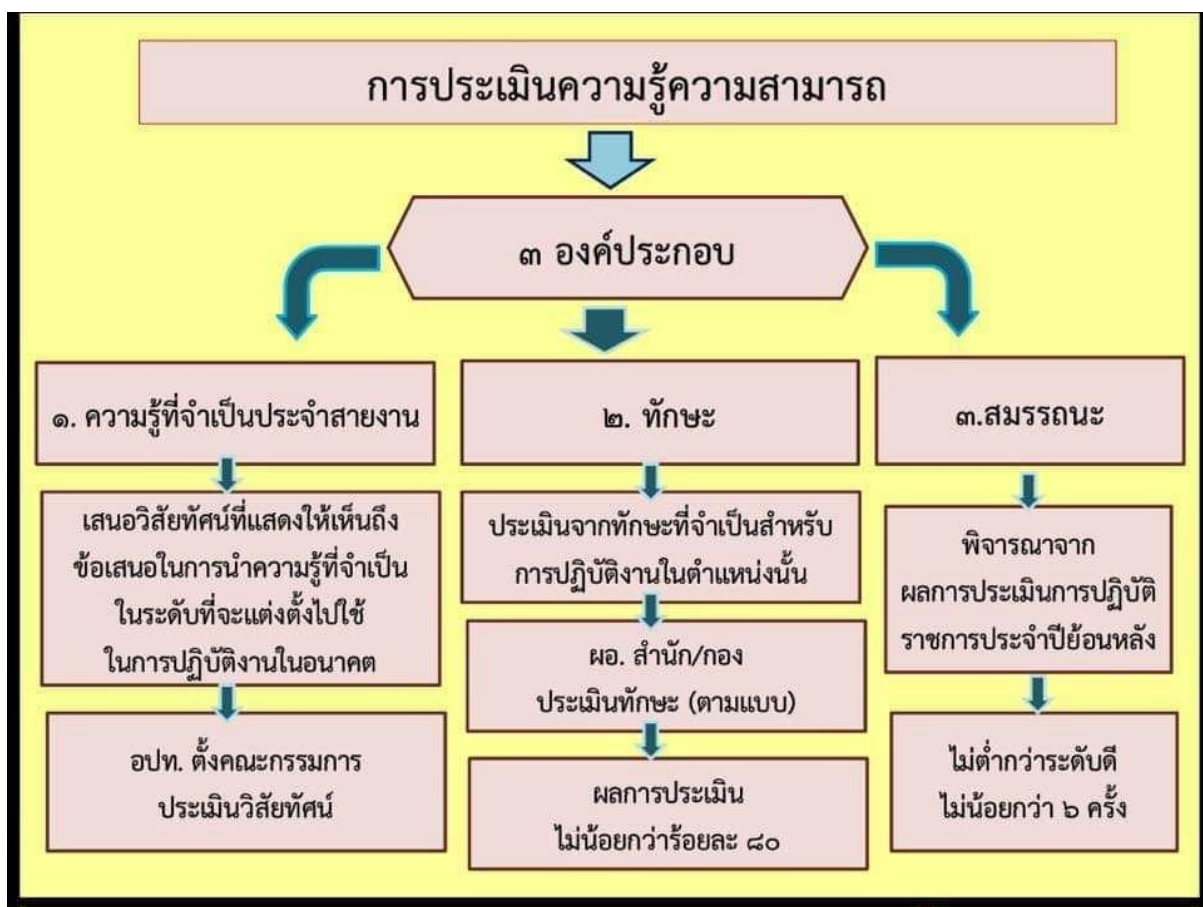 การประเมินความรู้ความสามารถ
๓ องค์ประกอบ
๑. ความรู้ที่จำเป็นประจำสายงาน
เสนอวิสัยทัศน์ที่แสดงให้เห็นถึง
ข้อเสนอในการนำความรู้ที่จำเป็น
ในระดับที่จะแต่งตั้งไปใช้
ในการปฏิบัติงานในอนาคต
อปท. ตั้งคณะกรรมการ
ประเมินวิสัยทัศน์
๒. ทักษะ
ประเมินจากทักษะที่จำเป็นสำหรับ
การปฏิบัติงานในตำแหน่งนั้น
ผอ. สำนัก/กอง
ประเมินทักษะ (ตามแบบ)
ผลการประเมิน
ไม่น้อยกว่าร้อยละ ๘๐
๓.สมรรถนะ
พิจารณาจาก
ผลการประเมินการปฏิบัติ
ราชการประจำปีย้อนหลัง
ไม่ต่ำกว่าระดับดี
ไม่น้อยกว่า ๖ ครั้ง